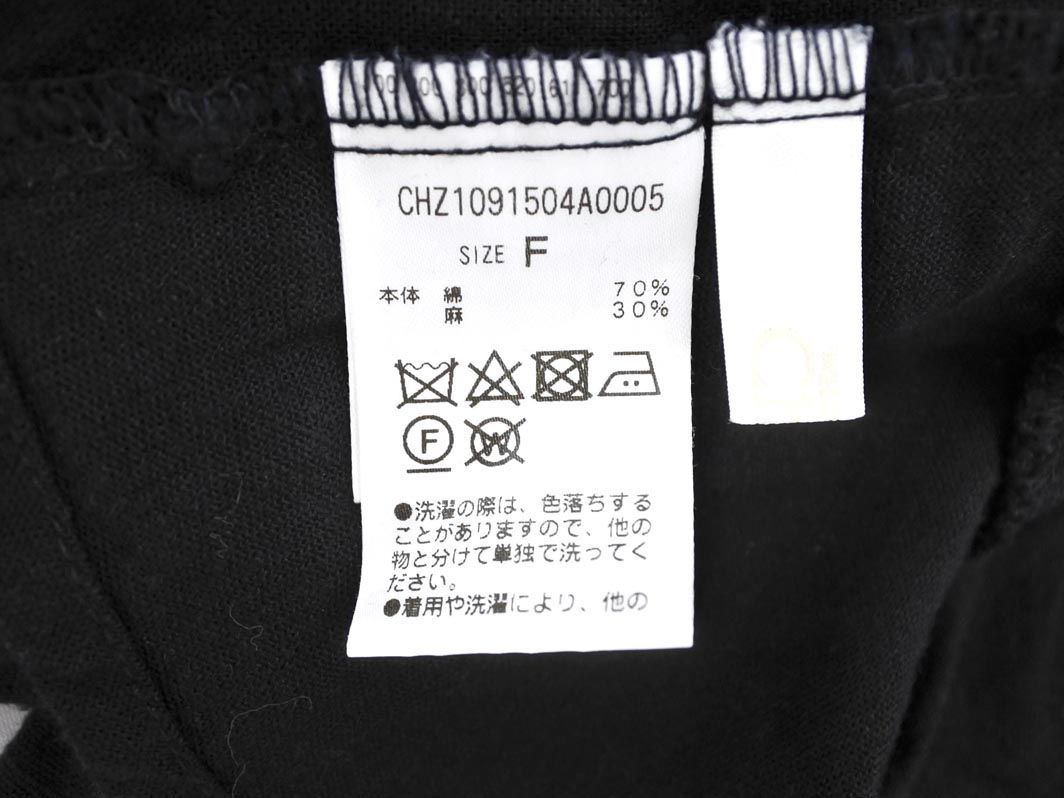 CHZ1091504A0005
SIZE F
本体 綿 70%
麻 30%
F
W
●洗濯の際は、色落ちする
ことがありますので、他の
物と分けて単独で洗ってく
ださい。
●着用や洗濯により、他の